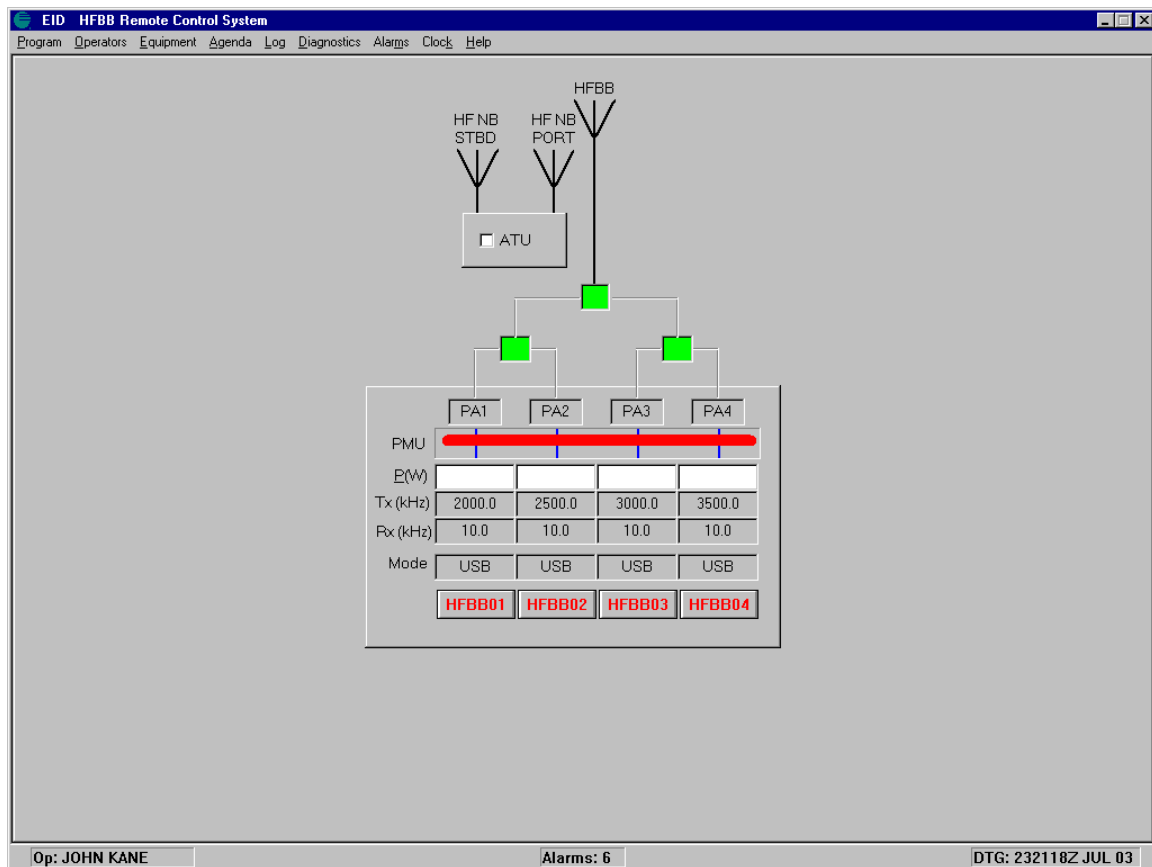 EID HFBB Remote Control System
Program Operators Equipment Agenda Log Diagnostics Alarms Clock Help
HFBB
HF NB HF NB
STBD PORT
ATU
PA1 PA2 PA3 PA4
PMU
P(W)
Tx (kHz) 2000.0 2500.0 3000.0 3500.0
Rx (kHz) 10.0 10.0 10.0 10.0
Mode USB USB USB USB
HFBB01 HFBB02 HFBB03 HFBB04
Op: JOHN KANE Alarms: 6 DTG: 232118Z JUL 03